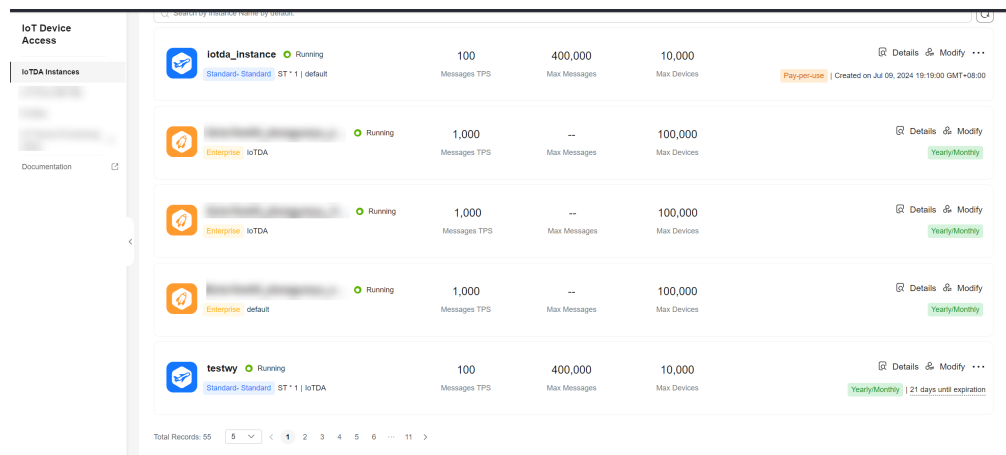 IoT Device
Access
Search by Instance Name by default.
IoTDA Instances
Documentation
iotda_instance Running
Standard- Standard ST * 1 | default
100
Messages TPS
400,000
Max Messages
10,000
Max Devices
Details Modify ···
Pay-per-use | Created on Jul 09, 2024 19:19:00 GMT+08:00
Running
Enterprise IoTDA
1,000
Messages TPS
--
Max Messages
100,000
Max Devices
Details Modify
Yearly/Monthly
Running
Enterprise IoTDA
1,000
Messages TPS
--
Max Messages
100,000
Max Devices
Details Modify
Yearly/Monthly
Running
Enterprise default
1,000
Messages TPS
--
Max Messages
100,000
Max Devices
Details Modify
Yearly/Monthly
testwy Running
Standard- Standard ST * 1 | IoTDA
100
Messages TPS
400,000
Max Messages
10,000
Max Devices
Details Modify ···
Yearly/Monthly | 21 days until expiration
Total Records: 55 5 < 1 2 3 4 5 6 ··· 11 >